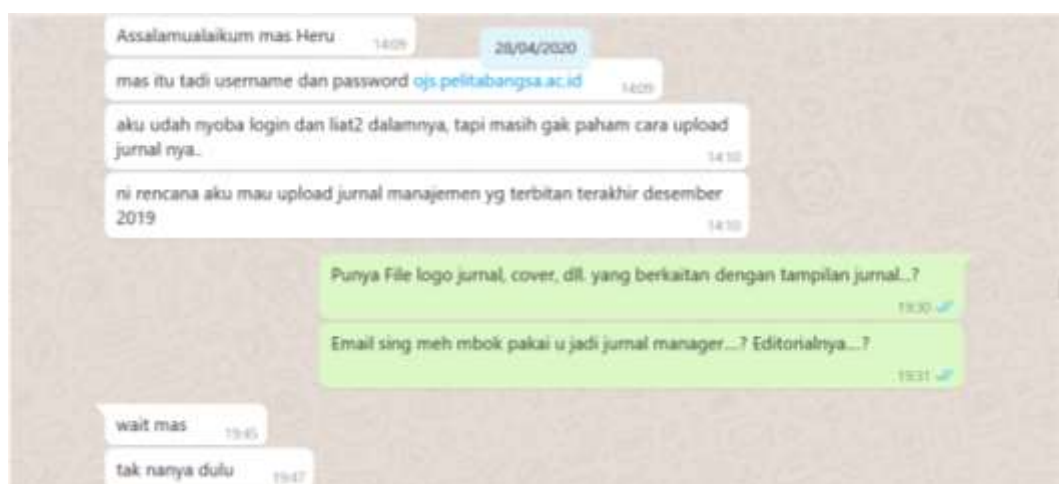 Assalamualaikum mas Heru 14:09
28/04/2020
mas itu tadi username dan password ojs.pelitabangsa.ac.id 14:09
aku udah nyoba login dan liat2 dalamnya, tapi masih gak paham cara upload
jurnal nya.. 14:10
ni rencana aku mau upload jurnal manajemen yg terbitan terakhir desember
2019 14:10
Punya File logo jurnal, cover, dll. yang berkaitan dengan tampilan jurnal..?
19:30
Email sing meh mbok pakai u jadi jurnal manager...? Editorialnya...?
19:31
wait mas 19:45
tak nanya dulu 19:47